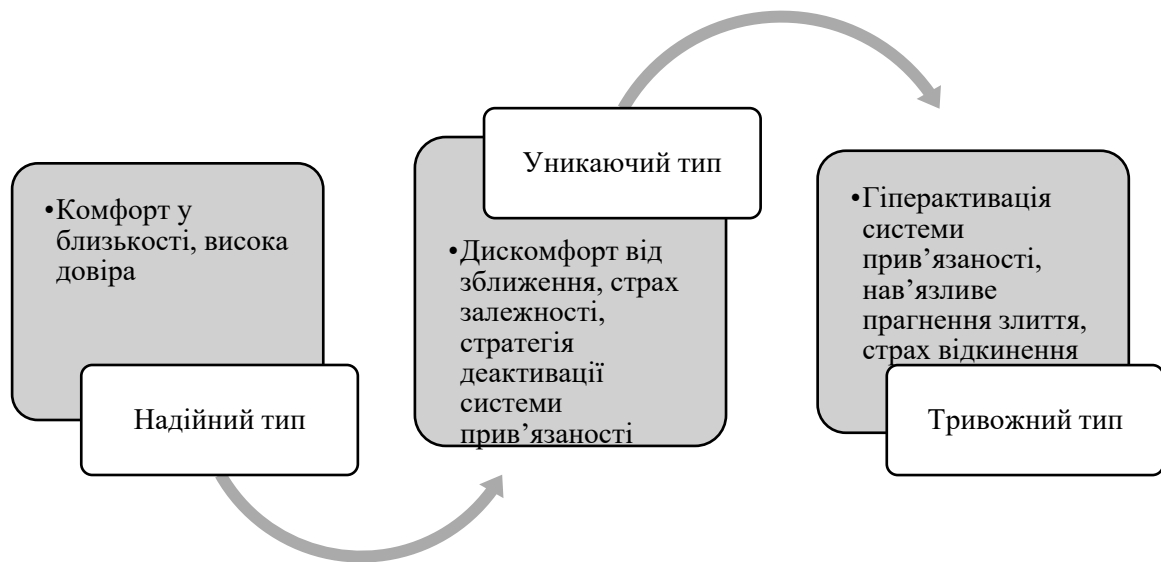 •Комфорт у
близькості, висока
довіра
Надійний тип
Уникаючий тип
•Дискомфорт від
зближення, страх
залежності,
стратегія
деактивації
системи
прив’язаності
•Гіперактивація
системи
прив’язаності,
нав’язливе
прагнення злиття,
страх відкинення
Тривожний тип